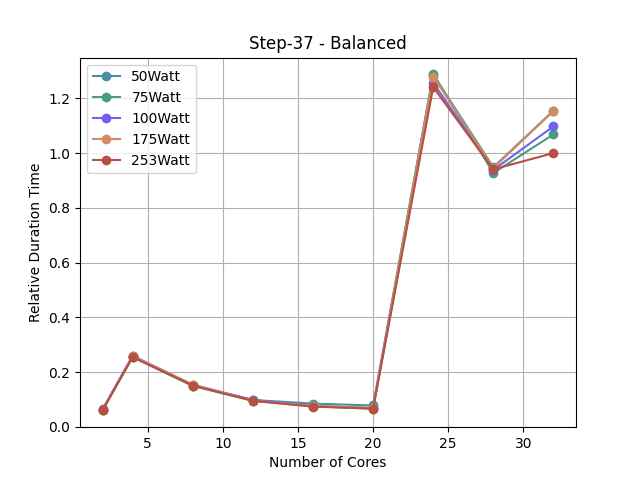 Step-37 - Balanced
50Watt
75Watt
100Watt
175Watt
253Watt
Relative Duration Time
1.2
1.0
0.8
0.6
0.4
0.2
0.0
5 10 15 20 25 30
Number of Cores